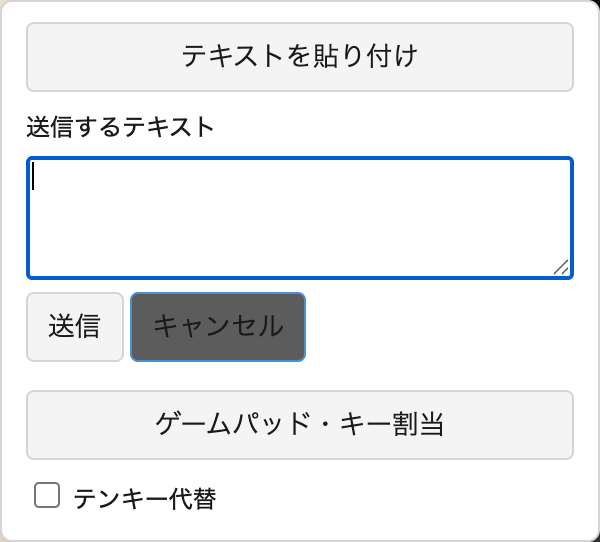 テキストを貼り付け
送信するテキスト
送信 キャンセル
ゲームパッド・キー割当
テンキー代替